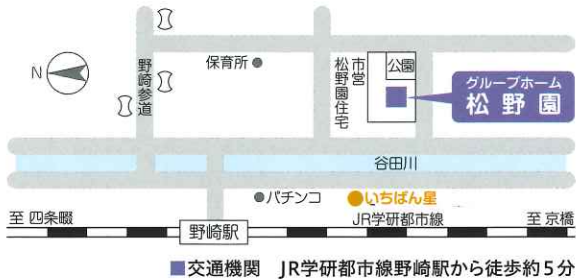 N
野崎参道
保育所
市営
松野園住宅
公園
グループホーム
松野園
谷田川
パチンコ
いちばん星
至 四条畷
JR学研都市線
至 京橋
野崎駅
■交通機関 JR学研都市線野崎駅から徒歩約5分